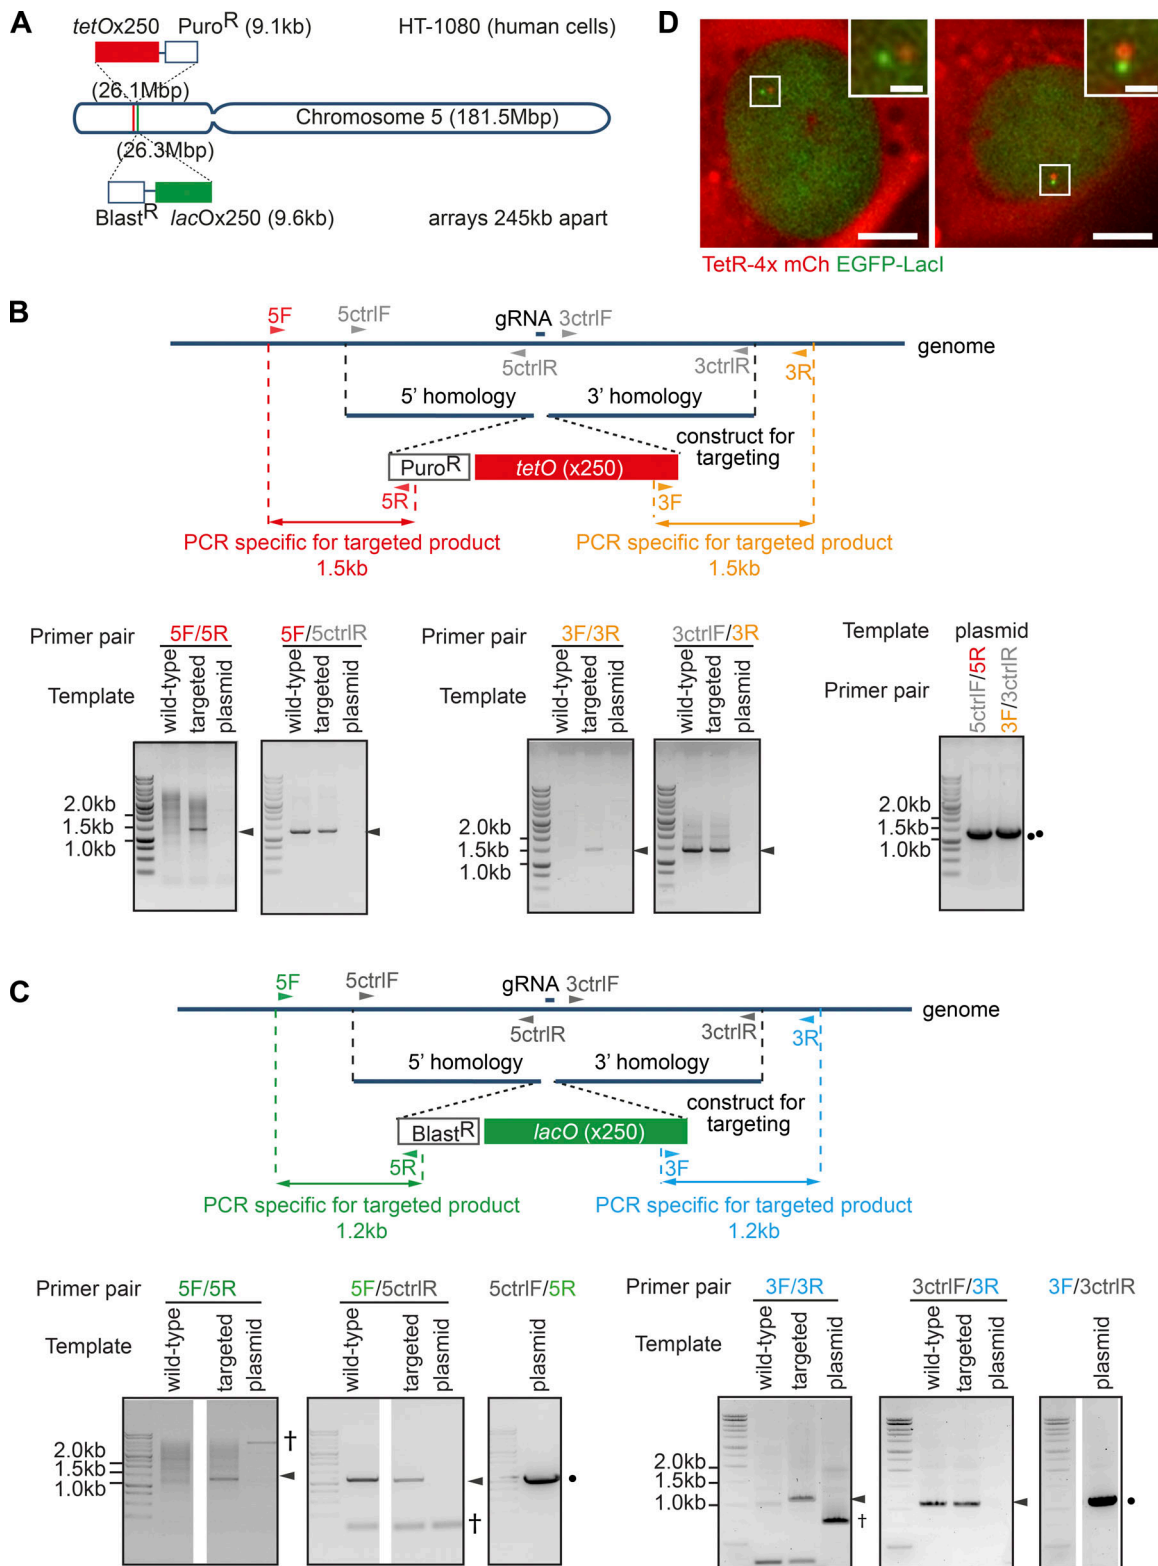 A
tetOx250 Puro^R (9.1kb) HT-1080 (human cells)
(26.1Mbp)
Chromosome 5 (181.5Mbp)
(26.3Mbp)
Blast^R lacOx250 (9.6kb) arrays 245kb apart
D
TetR-4x mCh EGFP-LacI
B
5F 5ctrlF gRNA 3ctrlF
genome
5ctrlR 3ctrlR 3R
5' homology 3' homology
construct for
targeting
Puro^R tetO (x250)
5R 3F
PCR specific for targeted product PCR specific for targeted product
1.5kb 1.5kb
Primer pair 5F/5R 5F/5ctrlR
Template wild-type targeted plasmid wild-type targeted plasmid
2.0kb
1.5kb
1.0kb
Primer pair 3F/3R 3ctrlF/3R
Template wild-type targeted plasmid wild-type targeted plasmid
2.0kb
1.5kb
1.0kb
Template plasmid
Primer pair 5ctrlF/5R 3F/3ctrlR
2.0kb
1.5kb
1.0kb
C
5F 5ctrlF gRNA 3ctrlF
genome
5ctrlR 3ctrlR 3R
5' homology 3' homology
construct for
targeting
Blast^R lacO (x250)
5R 3F
PCR specific for targeted product PCR specific for targeted product
1.2kb 1.2kb
Primer pair 5F/5R 5F/5ctrlR 5ctrlF/5R
Template wild-type targeted plasmid wild-type targeted plasmid plasmid
2.0kb †
1.5kb
1.0kb
†
3F/3R 3ctrlF/3R 3F/3ctrlR
wild-type targeted plasmid wild-type targeted plasmid plasmid
2.0kb
1.5kb
1.0kb
†